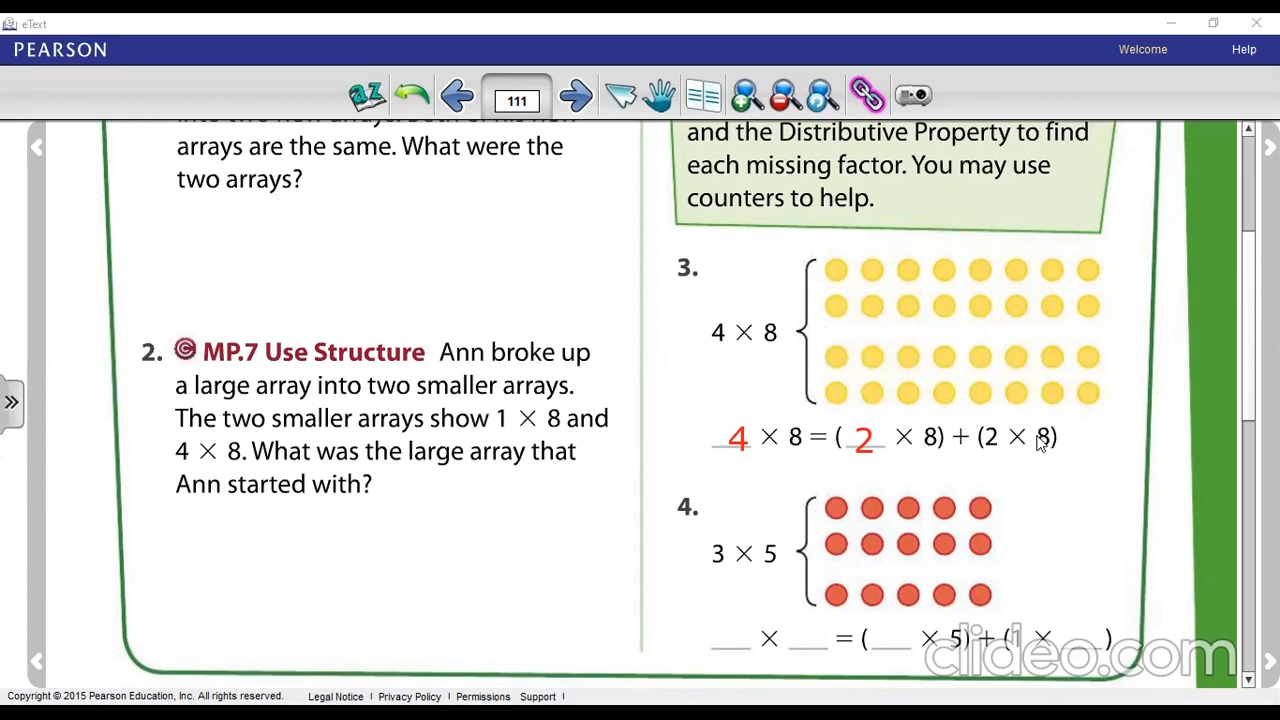 eText
PEARSON
Welcome
Help
111
arrays are the same. What were the
two arrays?
2. MP.7 Use Structure Ann broke up
a large array into two smaller arrays.
The two smaller arrays show 1 × 8 and
4 × 8. What was the large array that
Ann started with?
and the Distributive Property to find
each missing factor. You may use
counters to help.
3.
4 × 8
4 × 8 = ( 2 × 8) + (2 × 8)
4.
3 × 5
___ × ___ = (___ × 5) + (1 × ___)
clideo.com
Copyright © 2015 Pearson Education, Inc. All rights reserved. Legal Notice | Privacy Policy | Permissions Support |